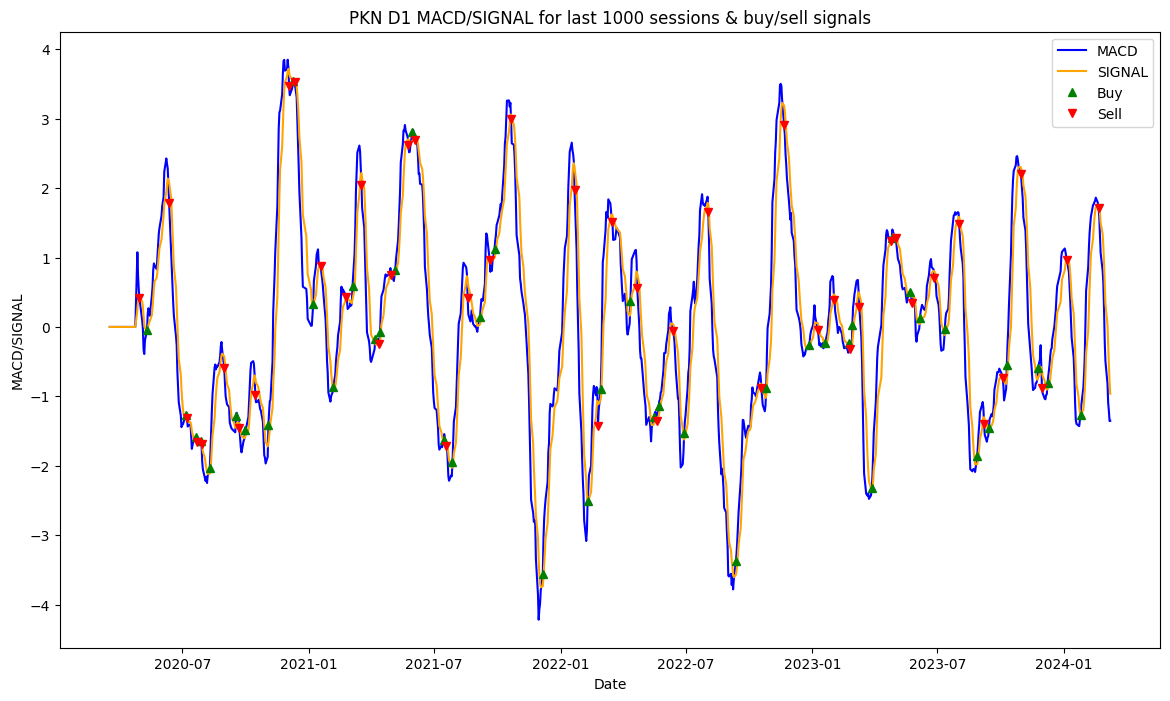 PKN D1 MACD/SIGNAL for last 1000 sessions & buy/sell signals
MACD
SIGNAL
Buy
Sell
MACD/SIGNAL
4
3
2
1
0
−1
−2
−3
−4
2020-07
2021-01
2021-07
2022-01
2022-07
2023-01
2023-07
2024-01
Date